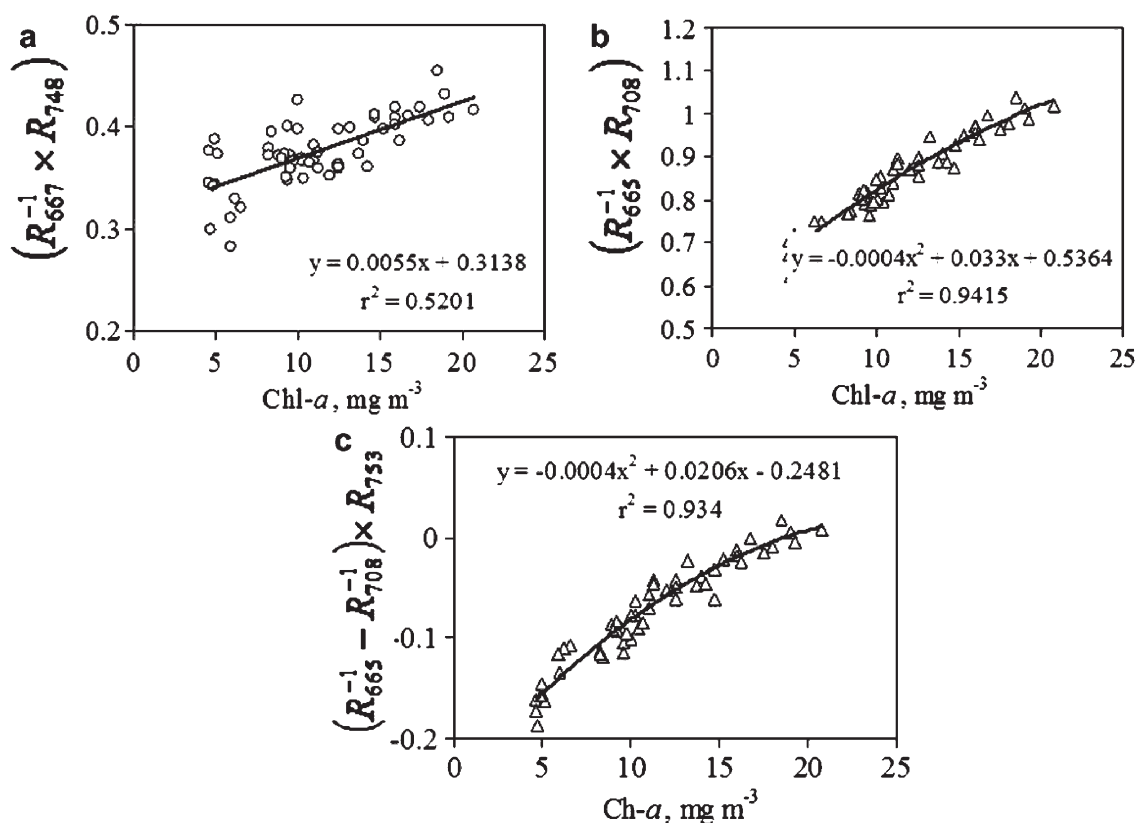 a
0.5
0.4
0.3
0.2
(R₆₆₇⁻¹ × R₇₄₈)
y = 0.0055x + 0.3138
r² = 0.5201
0 5 10 15 20 25
Chl-a, mg m⁻³
b
1.2
1.1
1
0.9
0.8
0.7
0.6
0.5
(R₆₆₅⁻¹ × R₇₀₈)
y = -0.0004x² + 0.033x + 0.5364
r² = 0.9415
0 5 10 15 20 25
Chl-a, mg m⁻³
c
0.1
0
-0.1
-0.2
(R₆₆₅⁻¹ − R₇₀₈⁻¹) × R₇₅₃
y = -0.0004x² + 0.0206x - 0.2481
r² = 0.934
0 5 10 15 20 25
Ch-a, mg m⁻³